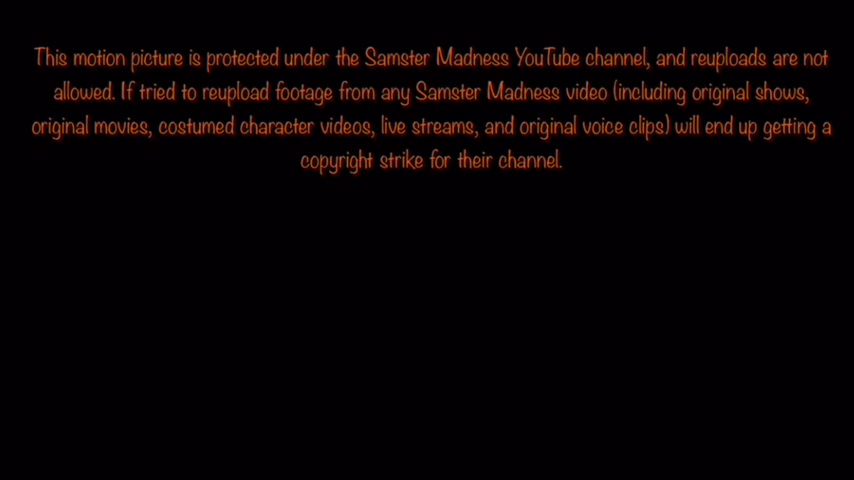 This motion picture is protected under the Samster Madness YouTube channel, and reuploads are not
allowed. If tried to reupload footage from any Samster Madness video (including original shows,
original movies, costumed character videos, live streams, and original voice clips) will end up getting a
copyright strike for their channel.